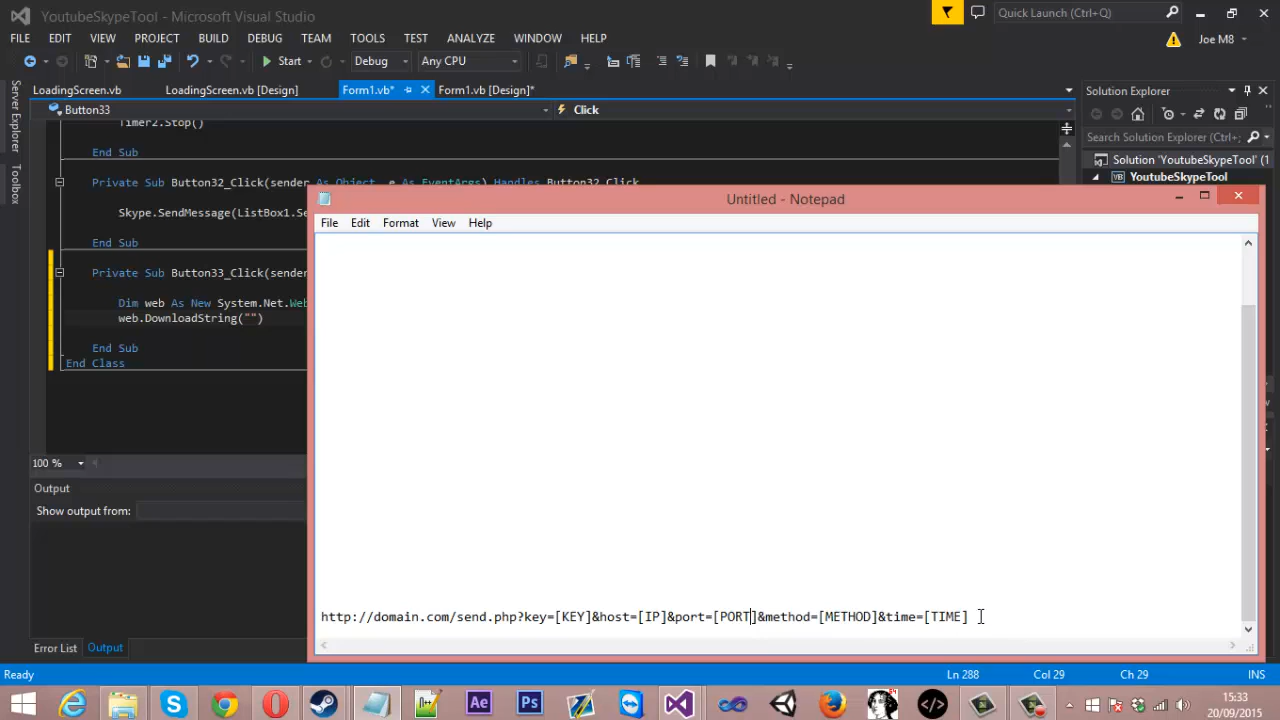 YoutubeSkypeTool - Microsoft Visual Studio
Quick Launch (Ctrl+Q)
FILE EDIT VIEW PROJECT BUILD DEBUG TEAM TOOLS TEST ANALYZE WINDOW HELP
Joe M8
Start Debug Any CPU
Server Explorer
Toolbox
LoadingScreen.vb LoadingScreen.vb [Design] Form1.vb* Form1.vb [Design]*
Button33 Click
Timer2.Stop()
End Sub
Private Sub Button32_Click(sender As Object, e As EventArgs) Handles Button32.Click
Skype.SendMessage(ListBox1.Se
End Sub
Private Sub Button33_Click(sender
Dim web As New System.Net.Web
web.DownloadString("")
End Sub
End Class
100 %
Output
Show output from:
Error List Output
Solution Explorer
Search Solution Explorer (Ctrl+
Solution 'YoutubeSkypeTool' (1
YoutubeSkypeTool
Untitled - Notepad
File Edit Format View Help
http://domain.com/send.php?key=[KEY]&host=[IP]&port=[PORT]&method=[METHOD]&time=[TIME]
Ready Ln 288 Col 29 Ch 29 INS
Ae Ps
15:33
20/09/2015